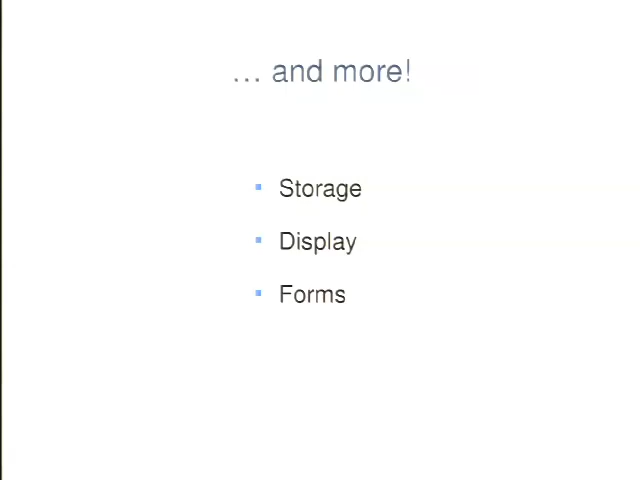 … and more!
Storage
Display
Forms